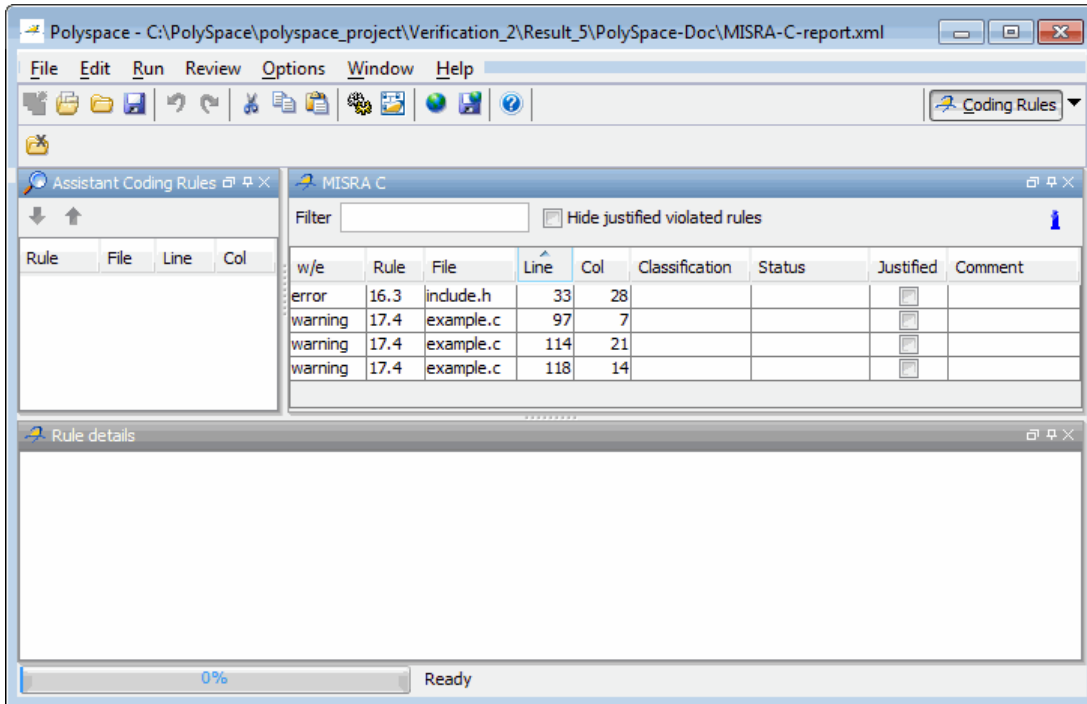 Polyspace - C:\PolySpace\polyspace_project\Verification_2\Result_5\PolySpace-Doc\MISRA-C-report.xml
File Edit Run Review Options Window Help
Coding Rules
Assistant Coding Rules
MISRA C
Filter Hide justified violated rules
Rule File Line Col
w/e Rule File Line Col Classification Status Justified Comment
error 16.3 include.h 33 28
warning 17.4 example.c 97 7
warning 17.4 example.c 114 21
warning 17.4 example.c 118 14
Rule details
0% Ready